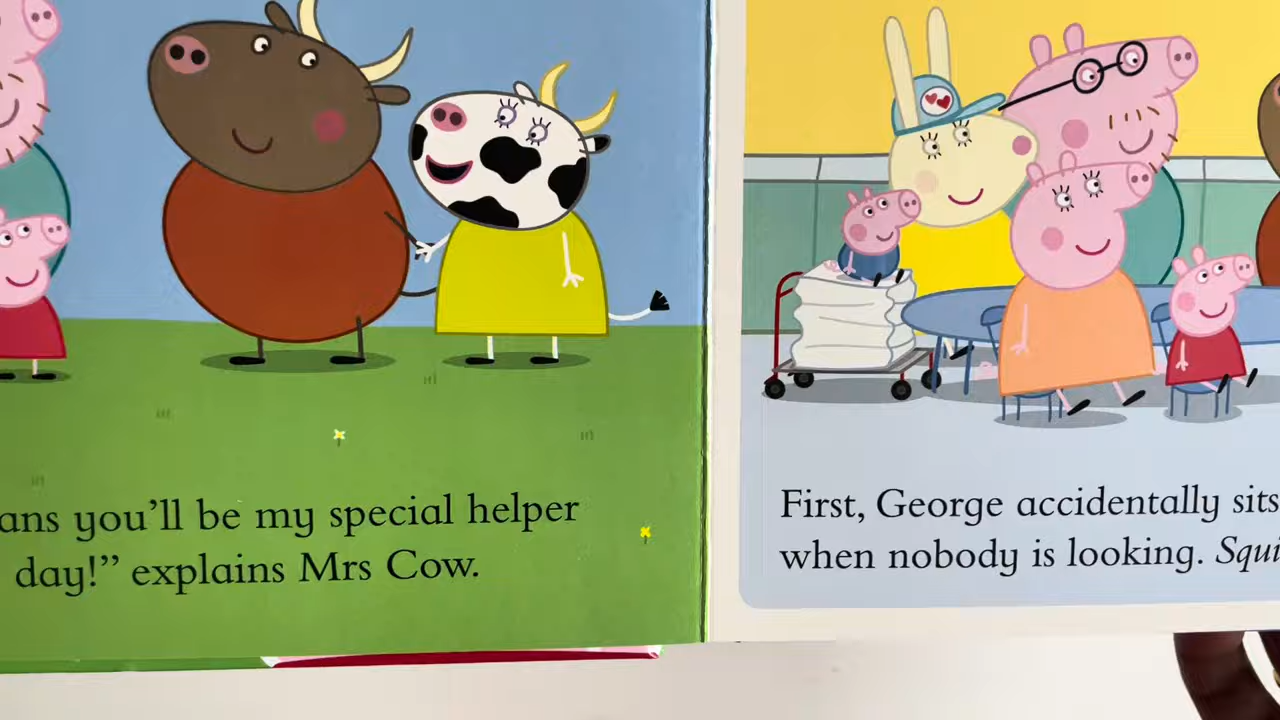 ans you'll be my special helper
day!” explains Mrs Cow.
First, George accidentally sits
when nobody is looking. Squi